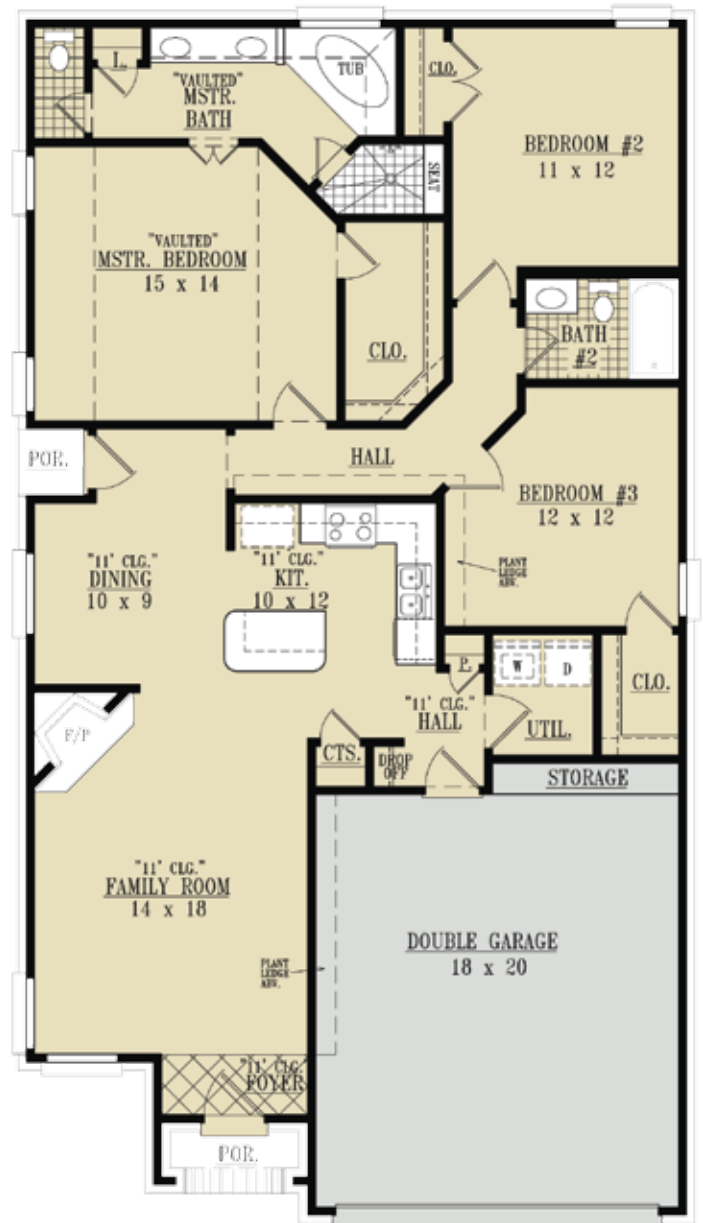 L.
"VAULTED"
MSTR.
BATH
TUB
CLO.
BEDROOM #2
11 x 12
SEAT
"VAULTED"
MSTR. BEDROOM
15 x 14
CLO.
BATH
#2
POR.
HALL
BEDROOM #3
12 x 12
PLANT
LEDGE
ABV.
"11' CLG."
DINING
10 x 9
"11' CLG."
KIT.
10 x 12
P.
W
D
CLO.
"11' CLG."
HALL
UTIL.
F/P
CTS.
DROP
OFF
STORAGE
"11' CLG."
FAMILY ROOM
14 x 18
DOUBLE GARAGE
18 x 20
PLANT
LEDGE
ABV.
"11' CLG."
FOYER
POR.